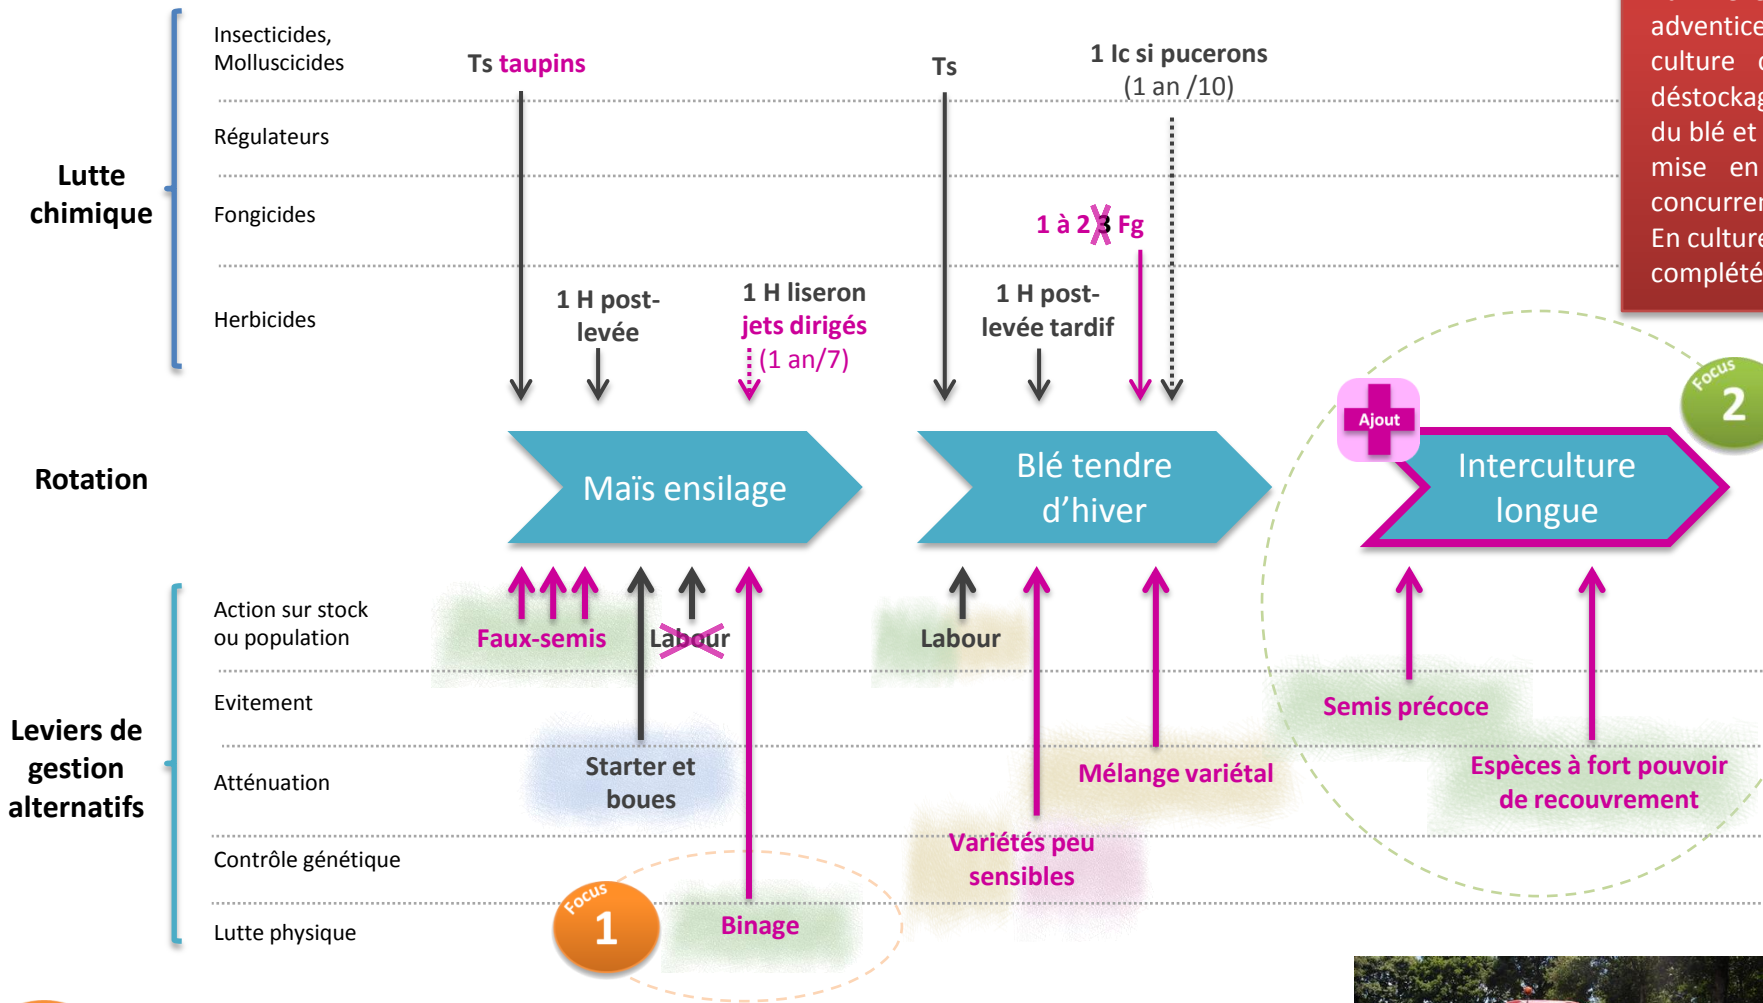 Insecticides,
Molluscicides
Ts taupins
Ts
1 Ic si pucerons
(1 an /10)
Régulateurs
Lutte
chimique
Fongicides
1 à 2 3 Fg
Herbicides
1 H post-
levée
1 H liseron
jets dirigés
(1 an/7)
1 H post-
levée tardif
adventice
culture
déstockag
du blé et
mise en
concurren
En culture
complété
Focus
2
Ajout
Rotation
Maïs ensilage
Blé tendre
d'hiver
Interculture
longue
Action sur stock
ou population
Faux-semis
Labour
Labour
Evitement
Semis précoce
Leviers de
gestion
alternatifs
Atténuation
Starter et
boues
Mélange variétal
Espèces à fort pouvoir
de recouvrement
Contrôle génétique
Variétés peu
sensibles
Focus
1
Lutte physique
Binage